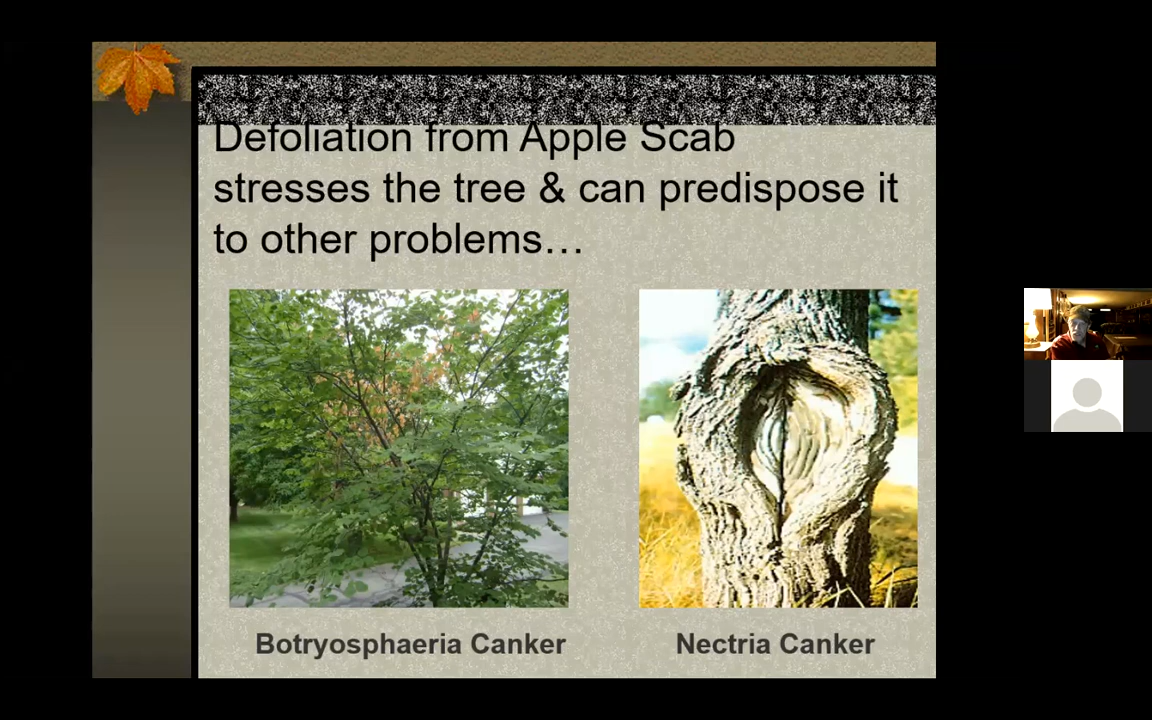 Defoliation from Apple Scab
stresses the tree & can predispose it
to other problems…
Botryosphaeria Canker
Nectria Canker